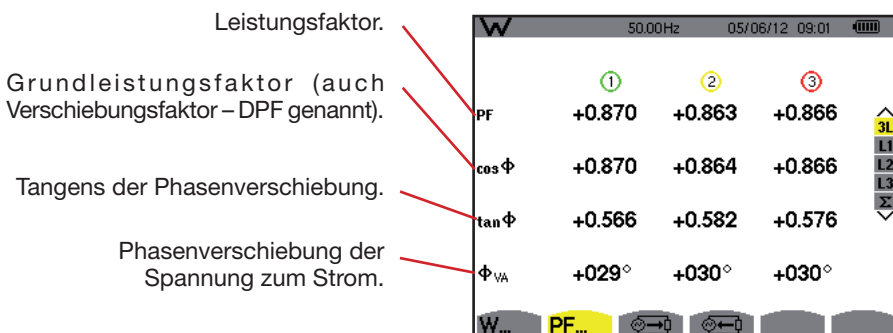 Leistungsfaktor.
Grundleistungsfaktor (auch
Verschiebungsfaktor – DPF genannt).
Tangens der Phasenverschiebung.
Phasenverschiebung der
Spannung zum Strom.
W 50.00Hz 05/06/12 09:01
1 2 3
PF +0.870 +0.863 +0.866
cos Φ +0.870 +0.864 +0.866
tan Φ +0.566 +0.582 +0.576
Φ VA +029° +030° +030°
3L
L1
L2
L3
Σ
W... PF...